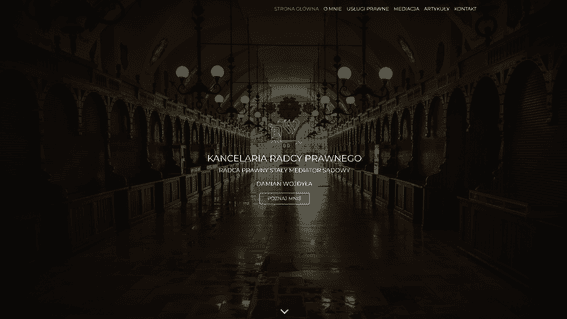 STRONA GŁÓWNA O MNIE USŁUGI PRAWNE MEDIACJA ARTYKUŁY KONTAKT
KANCELARIA RADCY PRAWNEGO
RADCA PRAWNY STAŁY MEDIATOR SĄDOWY
DAMIAN WOJDYŁA
POZNAJ MNIE